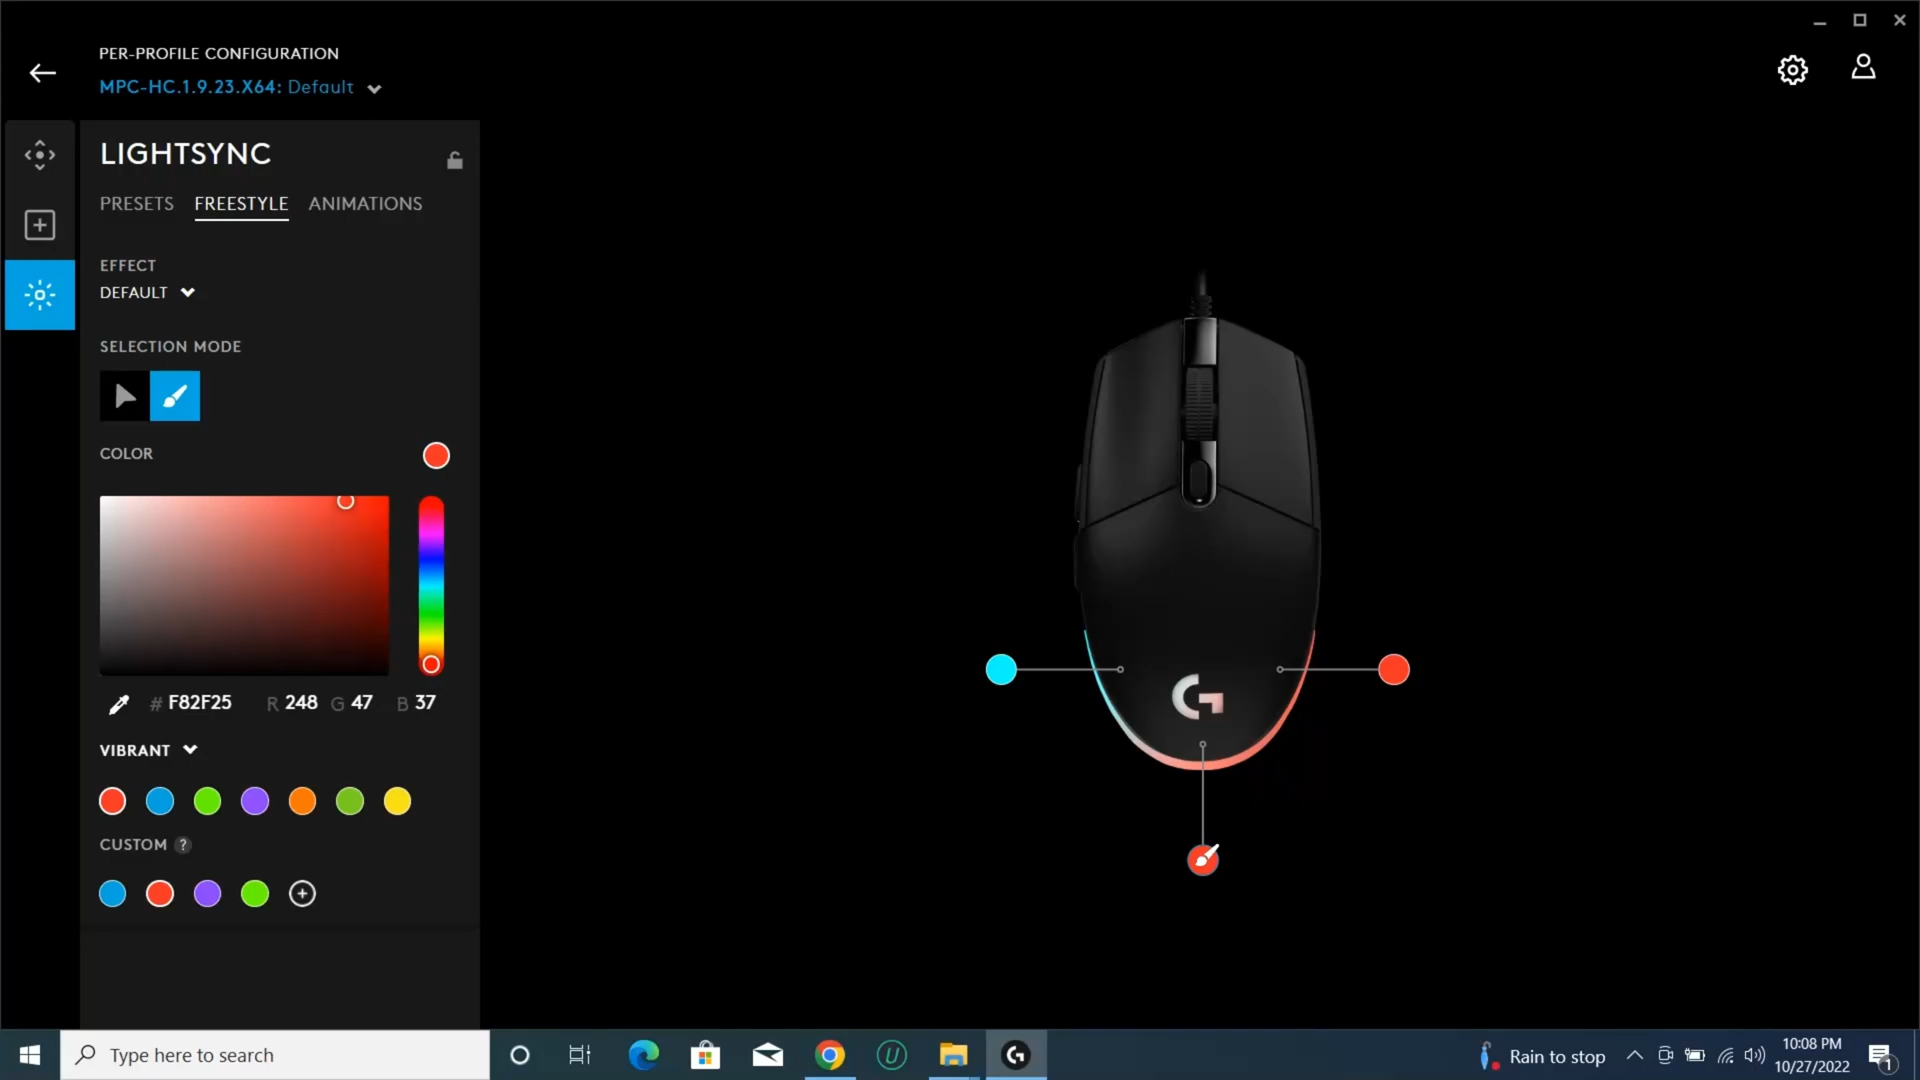 PER-PROFILE CONFIGURATION
MPC-HC.1.9.23.X64: Default
LIGHTSYNC
PRESETS FREESTYLE ANIMATIONS
EFFECT
DEFAULT
SELECTION MODE
COLOR
# F82F25 R 248 G 47 B 37
VIBRANT
CUSTOM ?
G
Type here to search
Rain to stop
10:08 PM
10/27/2022
1